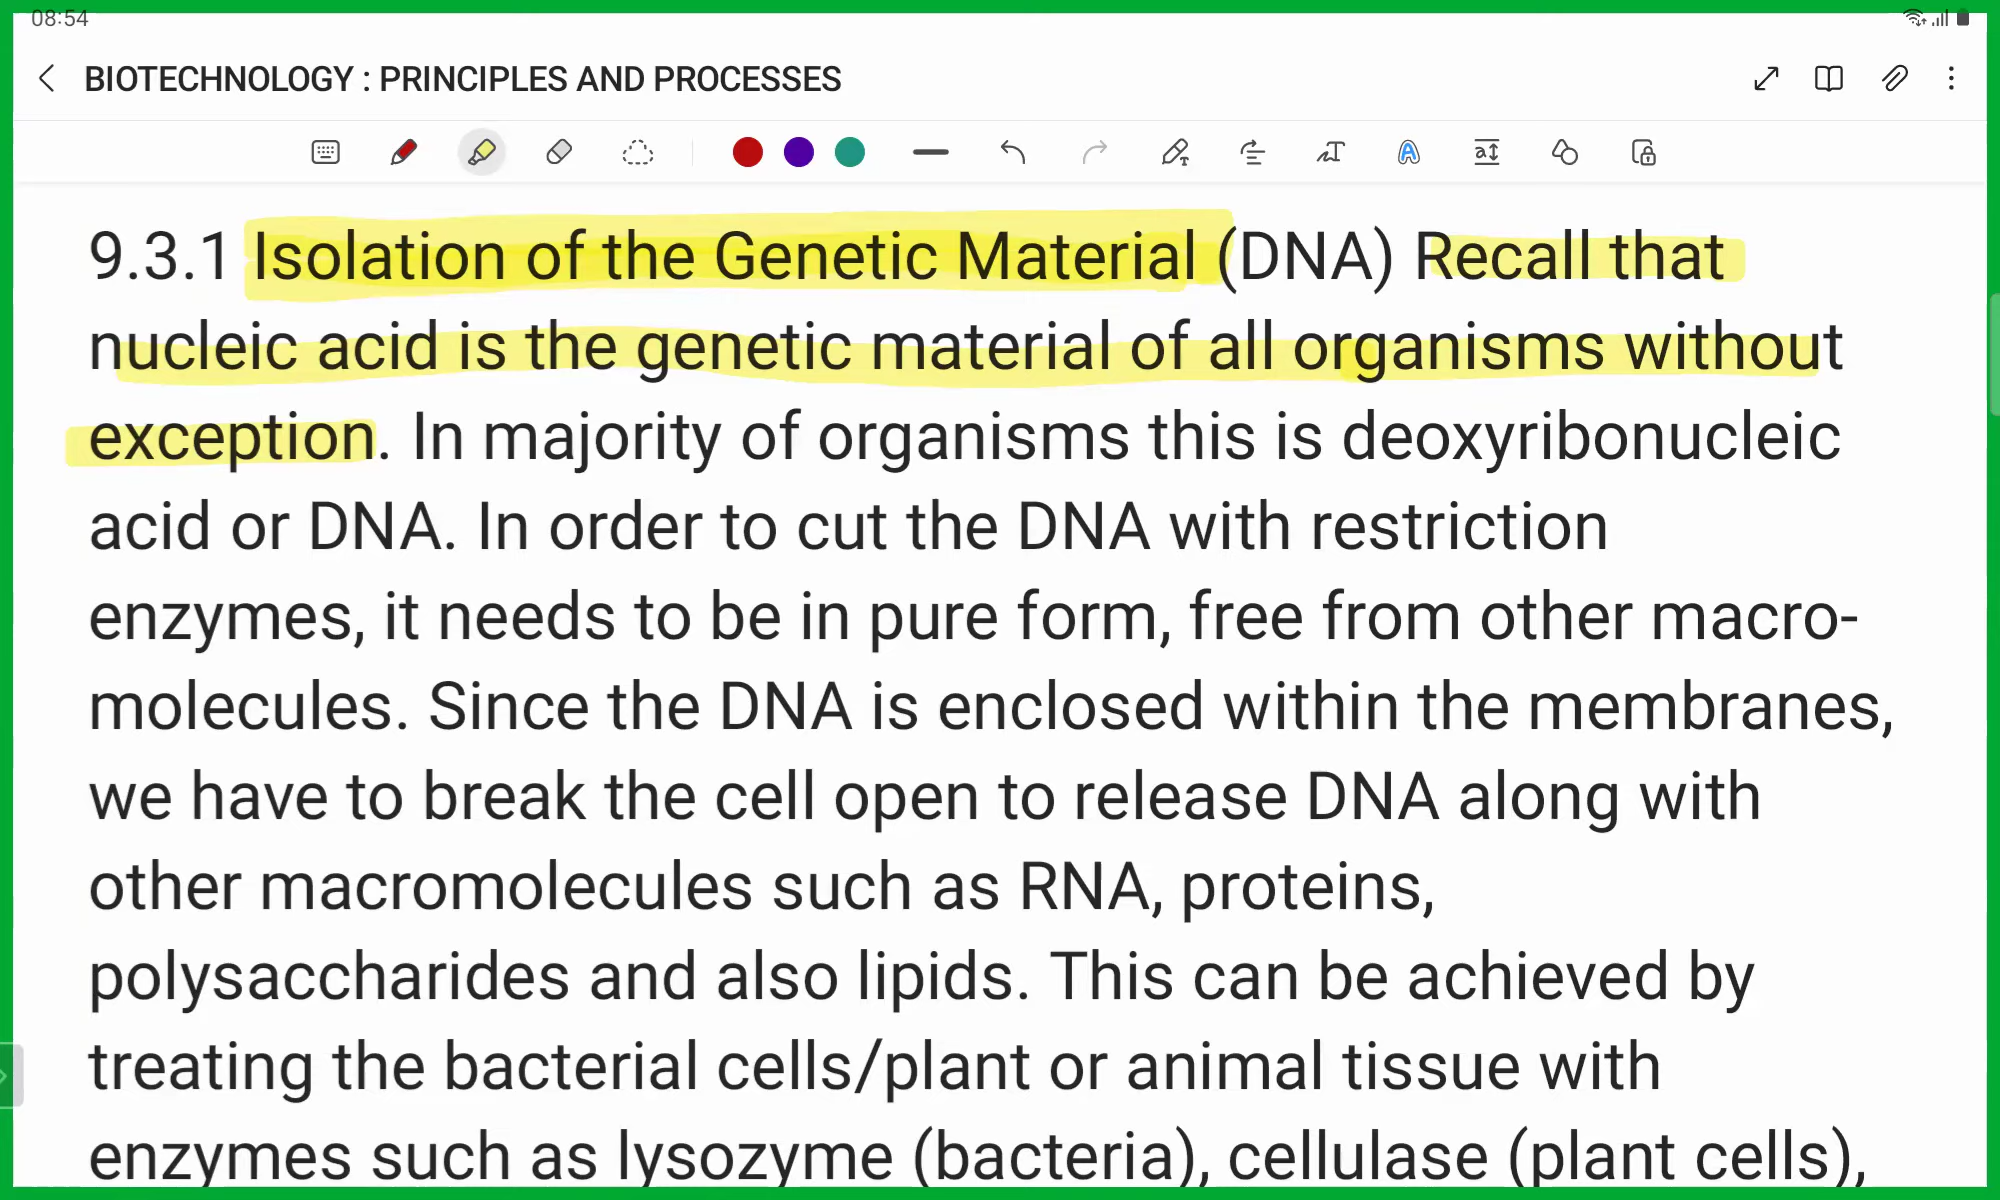 08:54
BIOTECHNOLOGY : PRINCIPLES AND PROCESSES
9.3.1 Isolation of the Genetic Material (DNA) Recall that
nucleic acid is the genetic material of all organisms without
exception. In majority of organisms this is deoxyribonucleic
acid or DNA. In order to cut the DNA with restriction
enzymes, it needs to be in pure form, free from other macro-
molecules. Since the DNA is enclosed within the membranes,
we have to break the cell open to release DNA along with
other macromolecules such as RNA, proteins,
polysaccharides and also lipids. This can be achieved by
treating the bacterial cells/plant or animal tissue with
enzymes such as lysozyme (bacteria), cellulase (plant cells),